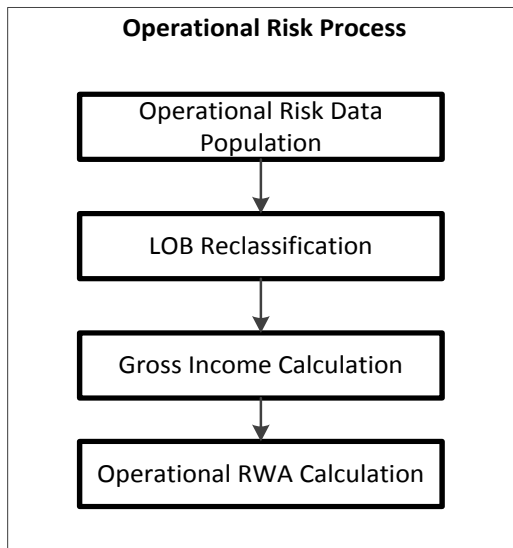 Operational Risk Process
Operational Risk Data
Population
LOB Reclassification
Gross Income Calculation
Operational RWA Calculation